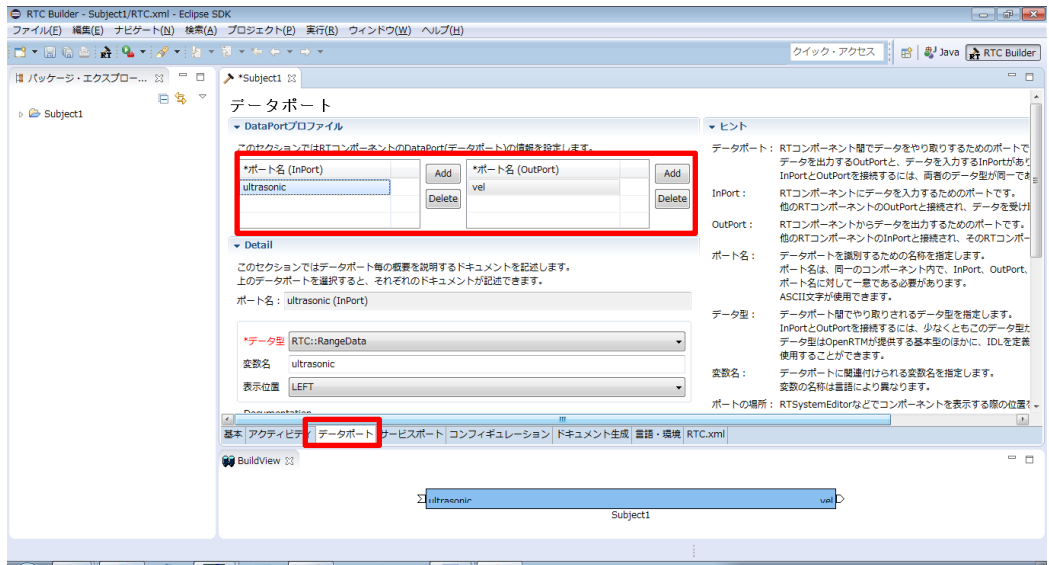 RTC Builder - Subject1/RTC.xml - Eclipse SDK
ファイル(F) 編集(E) ナビゲート(N) 検索(A) プロジェクト(P) 実行(R) ウィンドウ(W) ヘルプ(H)
クイック・アクセス Java RTC Builder
パッケージ・エクスプロー...
Subject1
*Subject1
データポート
DataPortプロファイル
このセクションではRTコンポーネントのDataPort(データポート)の情報を設定します。
*ポート名 (InPort)
ultrasonic
Add
Delete
*ポート名 (OutPort)
vel
Add
Delete
Detail
このセクションではデータポート毎の概要を説明するドキュメントを記述します。
上のデータポートを選択すると、それぞれのドキュメントが記述できます。
ポート名： ultrasonic (InPort)
*データ型 RTC::RangeData
変数名 ultrasonic
表示位置 LEFT
Documentation
ヒント
データポート： RTコンポーネント間でデータをやり取りするためのポートで
データを出力するOutPortと、データを入力するInPortがあり
InPortとOutPortを接続するには、両者のデータ型が同一であ
InPort： RTコンポーネントにデータを入力するためのポートです。
他のRTコンポーネントのOutPortと接続され、データを受け
OutPort： RTコンポーネントからデータを出力するためのポートです。
他のRTコンポーネントのInPortと接続され、そのRTコンポー
ポート名： データポートを識別するための名称を指定します。
ポート名は、同一のコンポーネント内で、InPort、OutPort、
ポート名に対して一意である必要があります。
ASCII文字が使用できます。
データ型： データポート間でやり取りされるデータ型を指定します。
InPortとOutPortを接続するには、少なくともこのデータ型が
データ型はOpenRTMが提供する基本型のほかに、IDLを定義
使用することができます。
変数名： データポートに関連付けられる変数名を指定します。
変数の名称は言語により異なります。
ポートの場所： RTSystemEditorなどでコンポーネントを表示する際の位置を
基本 アクティビティ データポート サービスポート コンフィギュレーション ドキュメント生成 言語・環境 RTC.xml
BuildView
ultrasonic vel
Subject1